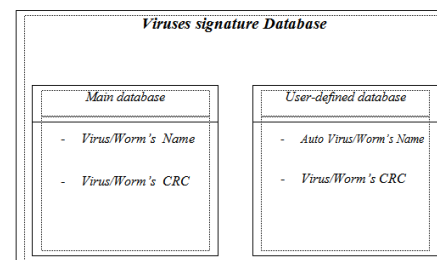 Viruses signature Database
Main database
- Virus/Worm's Name
- Virus/Worm's CRC
User-defined database
- Auto Virus/Worm's Name
- Virus/Worm's CRC